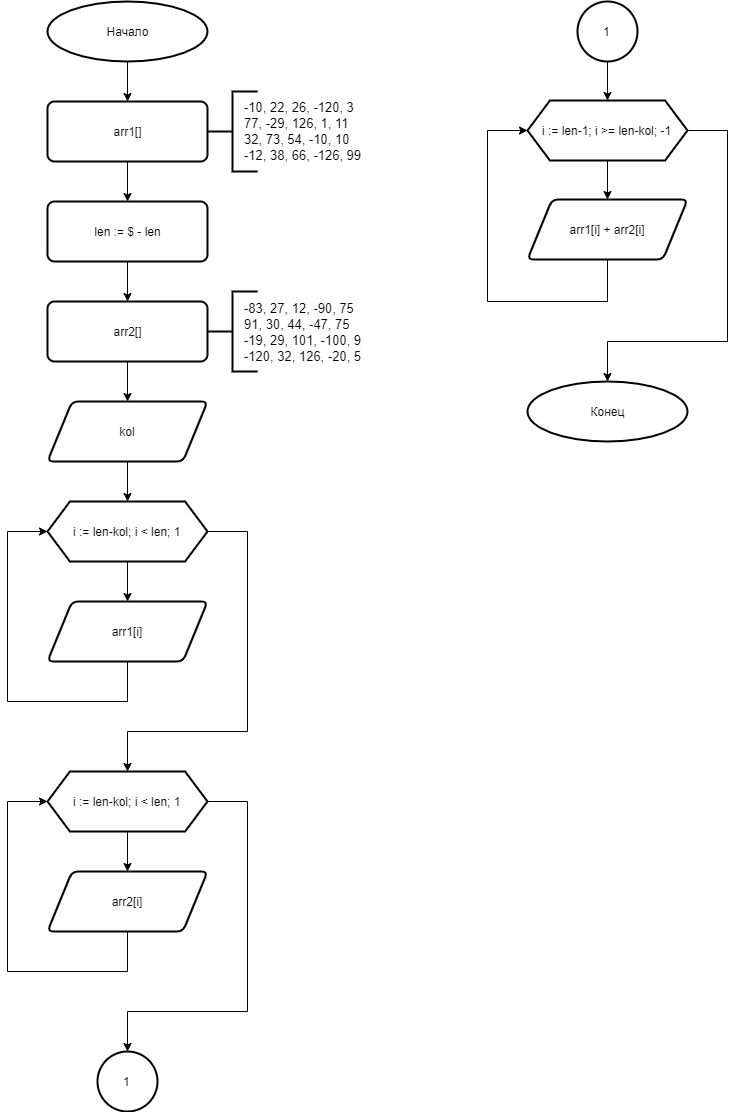 Начало
arr1[]
-10, 22, 26, -120, 3
77, -29, 126, 1, 11
32, 73, 54, -10, 10
-12, 38, 66, -126, 99
len := $ - len
arr2[]
-83, 27, 12, -90, 75
91, 30, 44, -47, 75
-19, 29, 101, -100, 9
-120, 32, 126, -20, 5
kol
i := len-kol; i < len; 1
arr1[i]
i := len-kol; i < len; 1
arr2[i]
1
1
i := len-1; i >= len-kol; -1
arr1[i] + arr2[i]
Конец